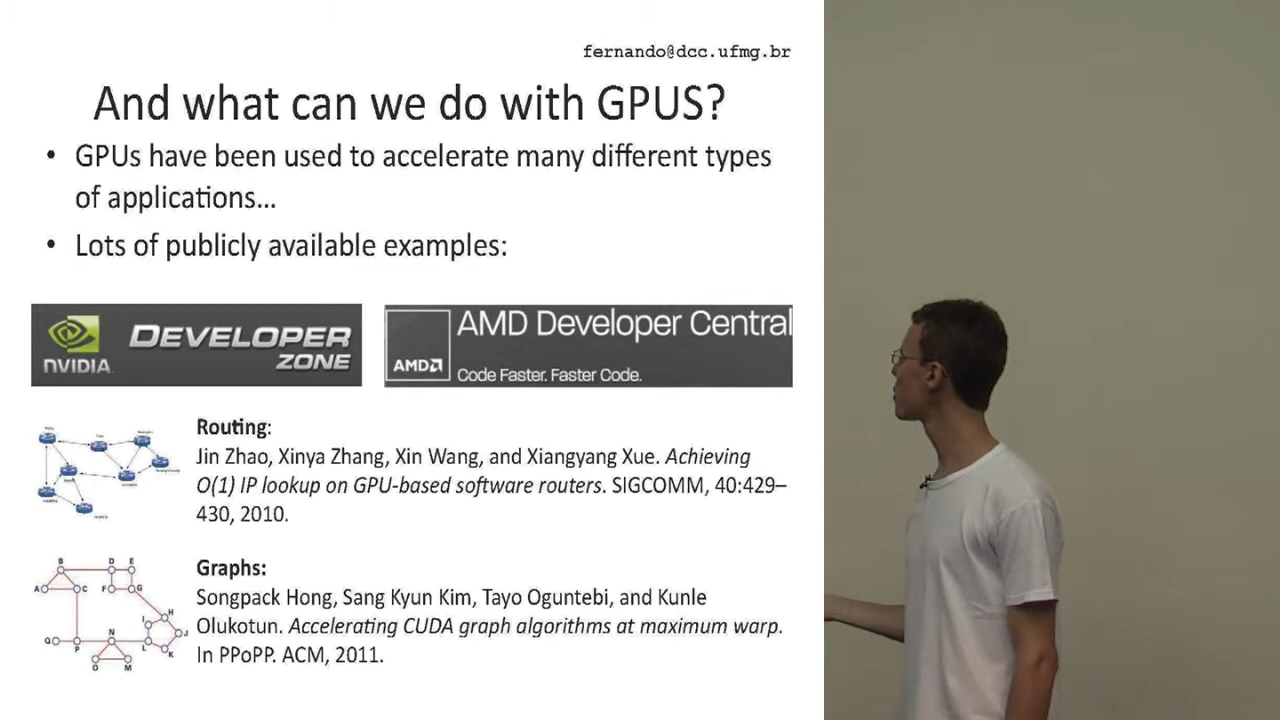 fernando@dcc.ufmg.br
And what can we do with GPUS?
• GPUs have been used to accelerate many different types
of applications…
• Lots of publicly available examples:
NVIDIA.
DEVELOPER
ZONE
AMD
AMD Developer Central
Code Faster. Faster Code.
Routing:
Jin Zhao, Xinya Zhang, Xin Wang, and Xiangyang Xue. Achieving
O(1) IP lookup on GPU-based software routers. SIGCOMM, 40:429–
430, 2010.
Graphs:
Songpack Hong, Sang Kyun Kim, Tayo Oguntebi, and Kunle
Olukotun. Accelerating CUDA graph algorithms at maximum warp.
In PPoPP. ACM, 2011.
B D E
A C F G
H
I J
Q P N L K
O M